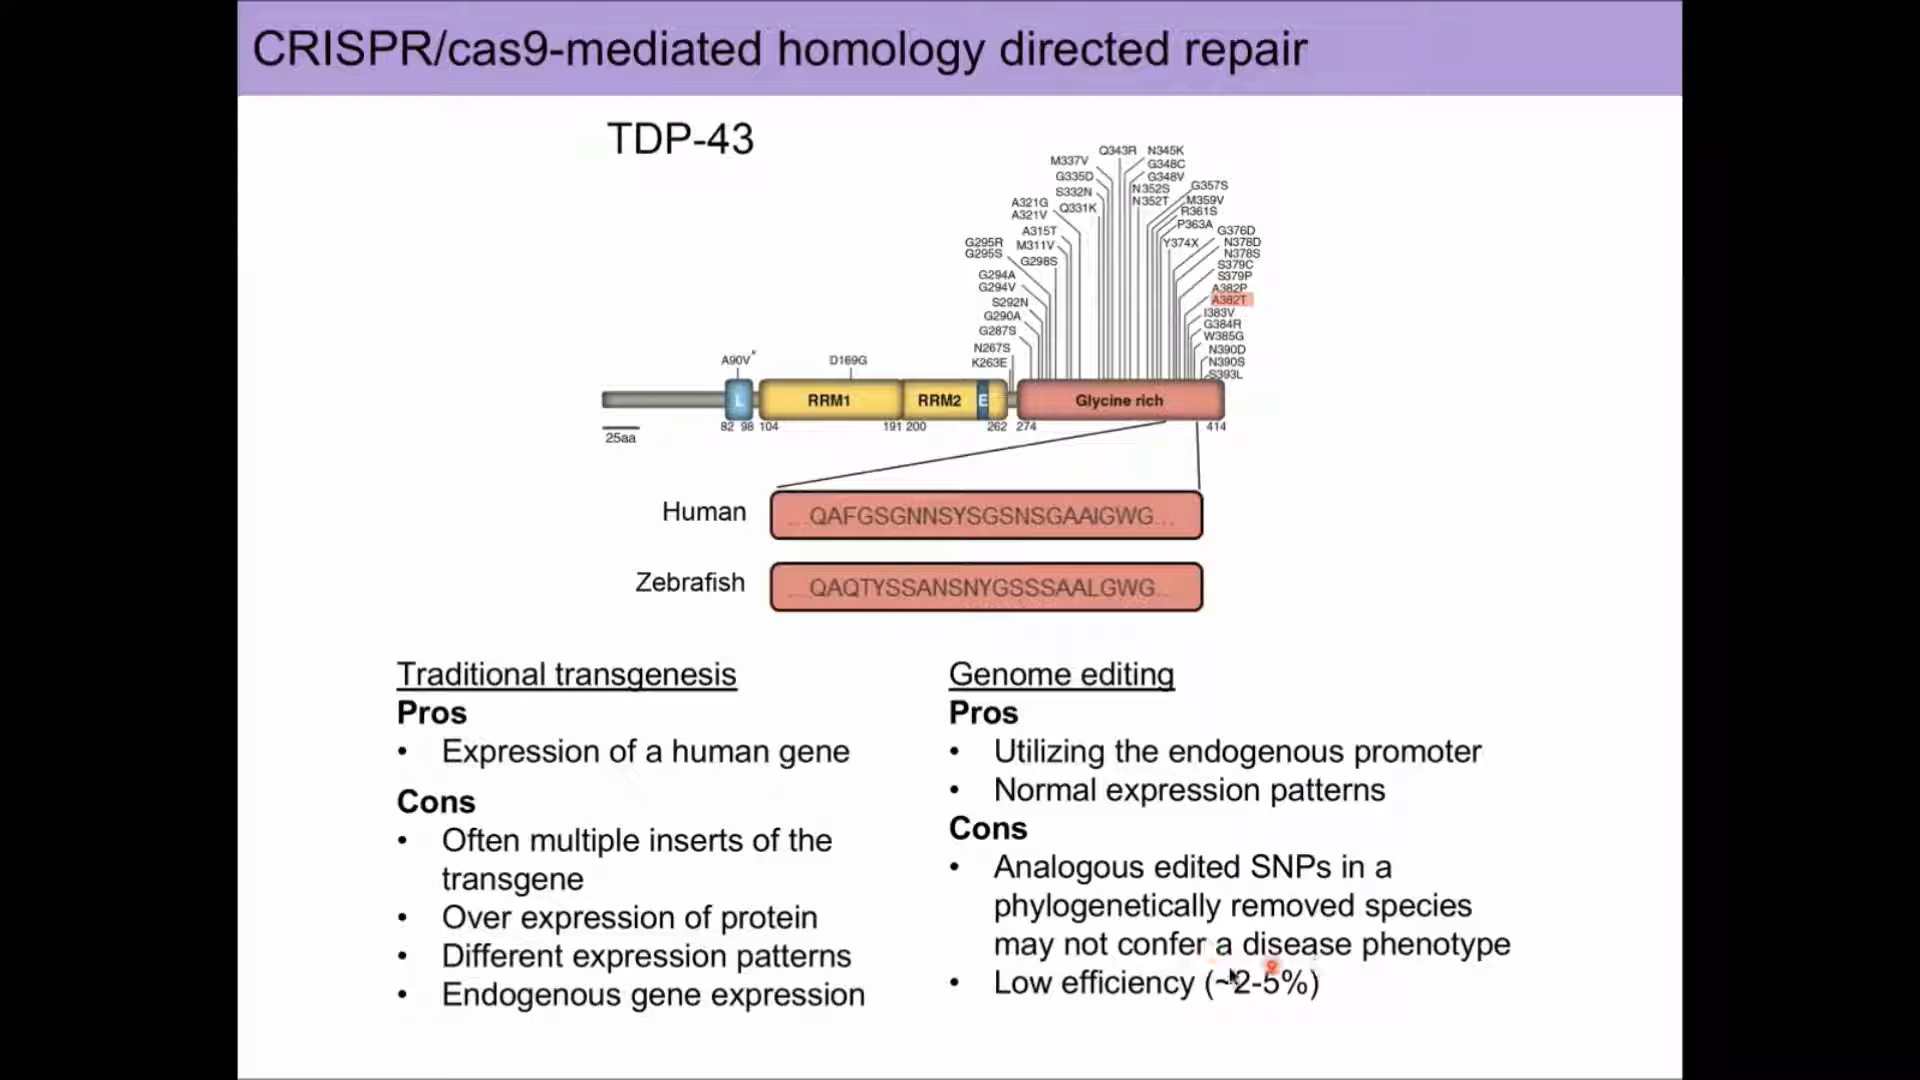 CRISPR/cas9-mediated homology directed repair
TDP-43
Q343R N345K
M337V G348C
G335D G348V
S332N N352S G357S
A321G Q331K N352T M359V
A321V R361S
A315T P363A
G295R M311V Y374X G376D
G295S G298S N378D
N378S
G294A S379C
G294V S379P
S292N A382P
G290A A382T
G287S I383V
N267S G384R
K263E W385G
N390D
N390S
S393L
A90V* D169G
L RRM1 RRM2 E Glycine rich
82 98 104 191 200 262 274 414
25aa
Human ...QAFGSGNNSYSGSNSGAAIGWG...
Zebrafish ...QAQTYSSANSNYGSSSAALGWG...
Traditional transgenesis
Pros
• Expression of a human gene
Cons
• Often multiple inserts of the
transgene
• Over expression of protein
• Different expression patterns
• Endogenous gene expression
Genome editing
Pros
• Utilizing the endogenous promoter
• Normal expression patterns
Cons
• Analogous edited SNPs in a
phylogenetically removed species
may not confer a disease phenotype
• Low efficiency (~2-5%)